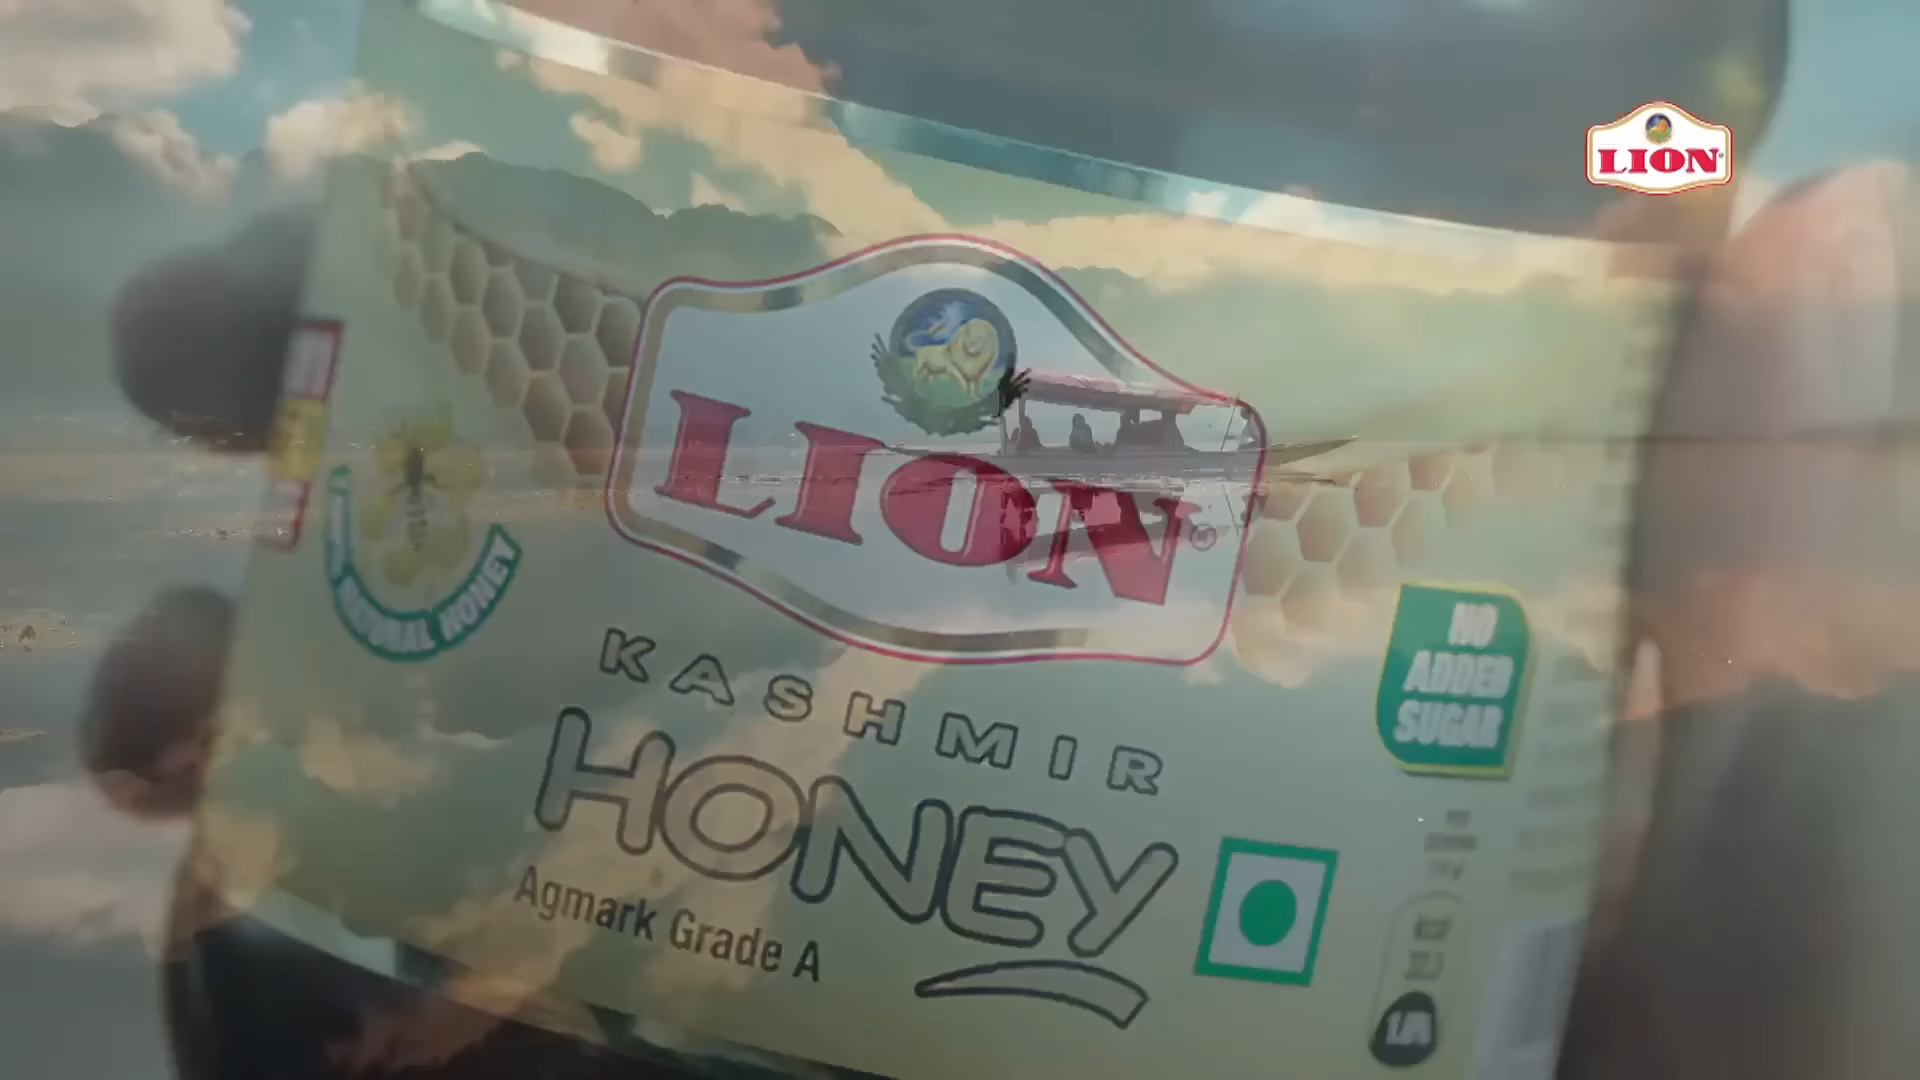 LION
LION
NATURAL HONEY
KASHMIR
HONEY
Agmark Grade A
NO
ADDED
SUGAR